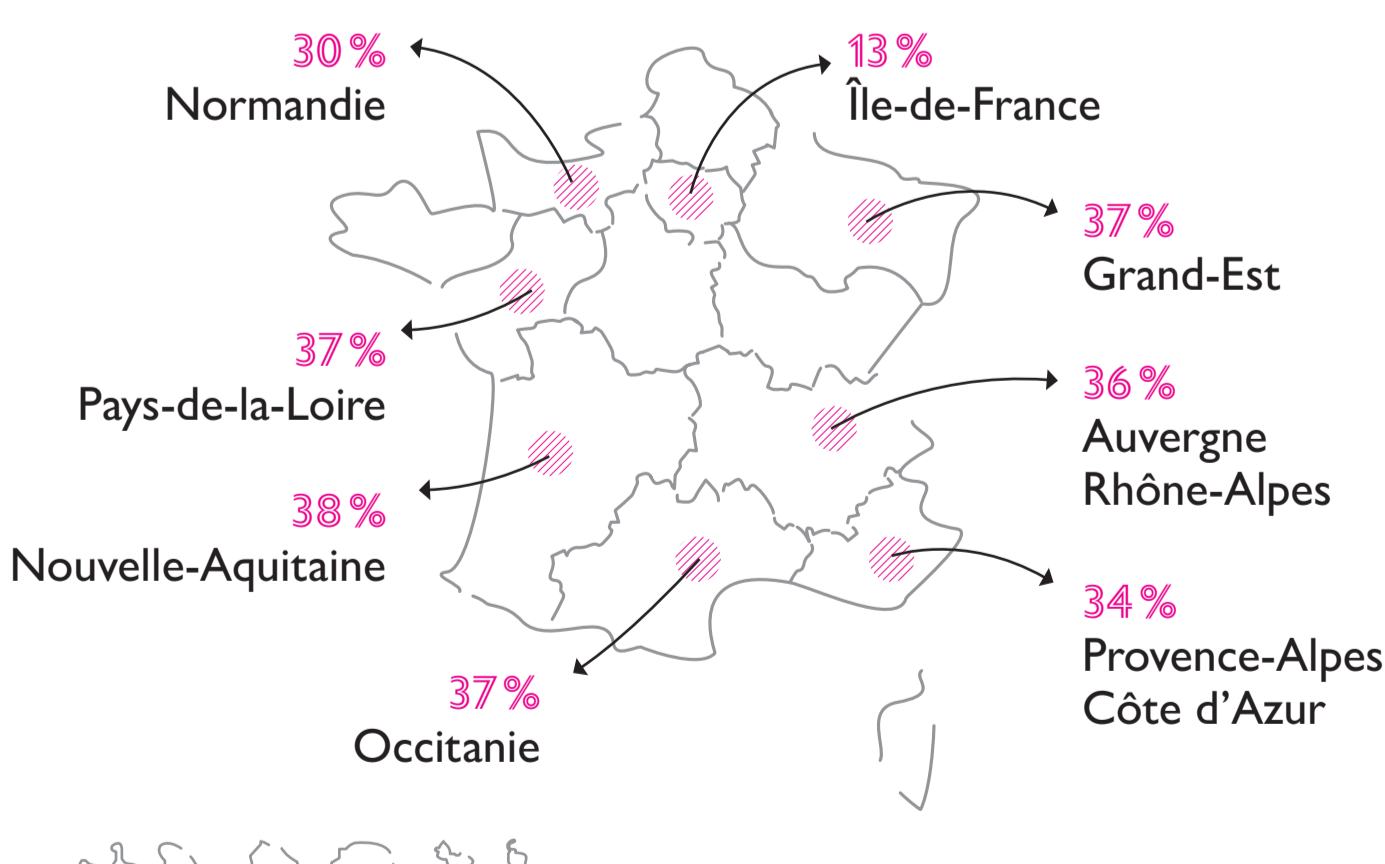 30 %
Normandie
13 %
Île-de-France
37 %
Grand-Est
37 %
Pays-de-la-Loire
36 %
Auvergne
Rhône-Alpes
38 %
Nouvelle-Aquitaine
34 %
Provence-Alpes
Côte d’Azur
37 %
Occitanie